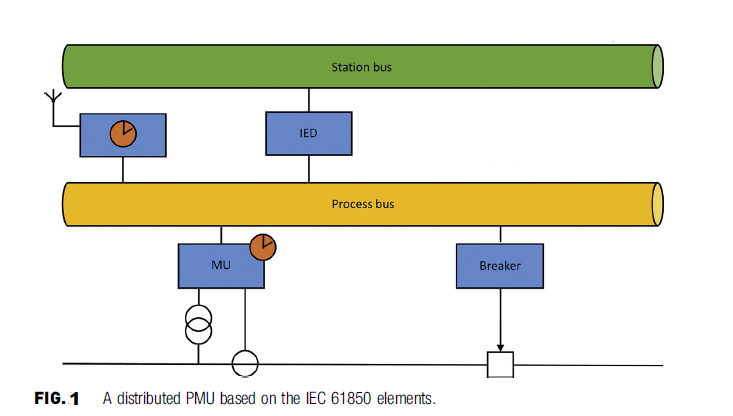 Station bus
IED
Process bus
MU
Breaker
FIG. 1 A distributed PMU based on the IEC 61850 elements.